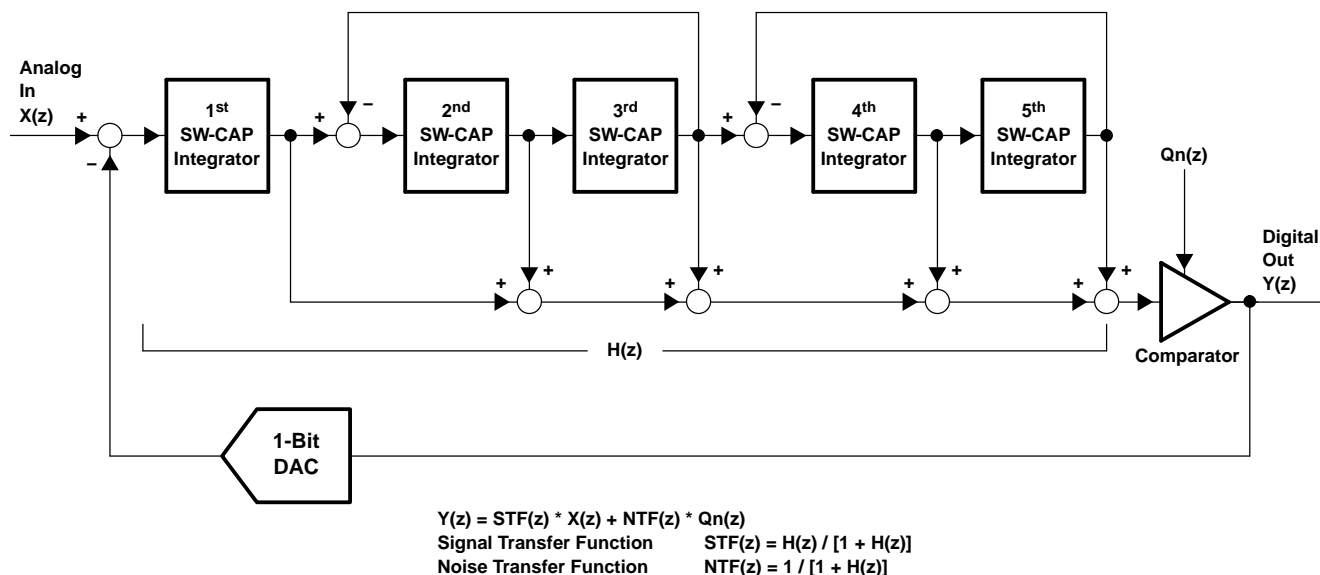 Analog
In
X(z)
+
−
1st
SW-CAP
Integrator
+
−
2nd
SW-CAP
Integrator
3rd
SW-CAP
Integrator
+
−
4th
SW-CAP
Integrator
5th
SW-CAP
Integrator
Qn(z)
Digital
Out
Y(z)
+
+
+
+
+
+
+
+
H(z)
Comparator
1-Bit
DAC
Y(z) = STF(z) * X(z) + NTF(z) * Qn(z)
Signal Transfer Function STF(z) = H(z) / [1 + H(z)]
Noise Transfer Function NTF(z) = 1 / [1 + H(z)]